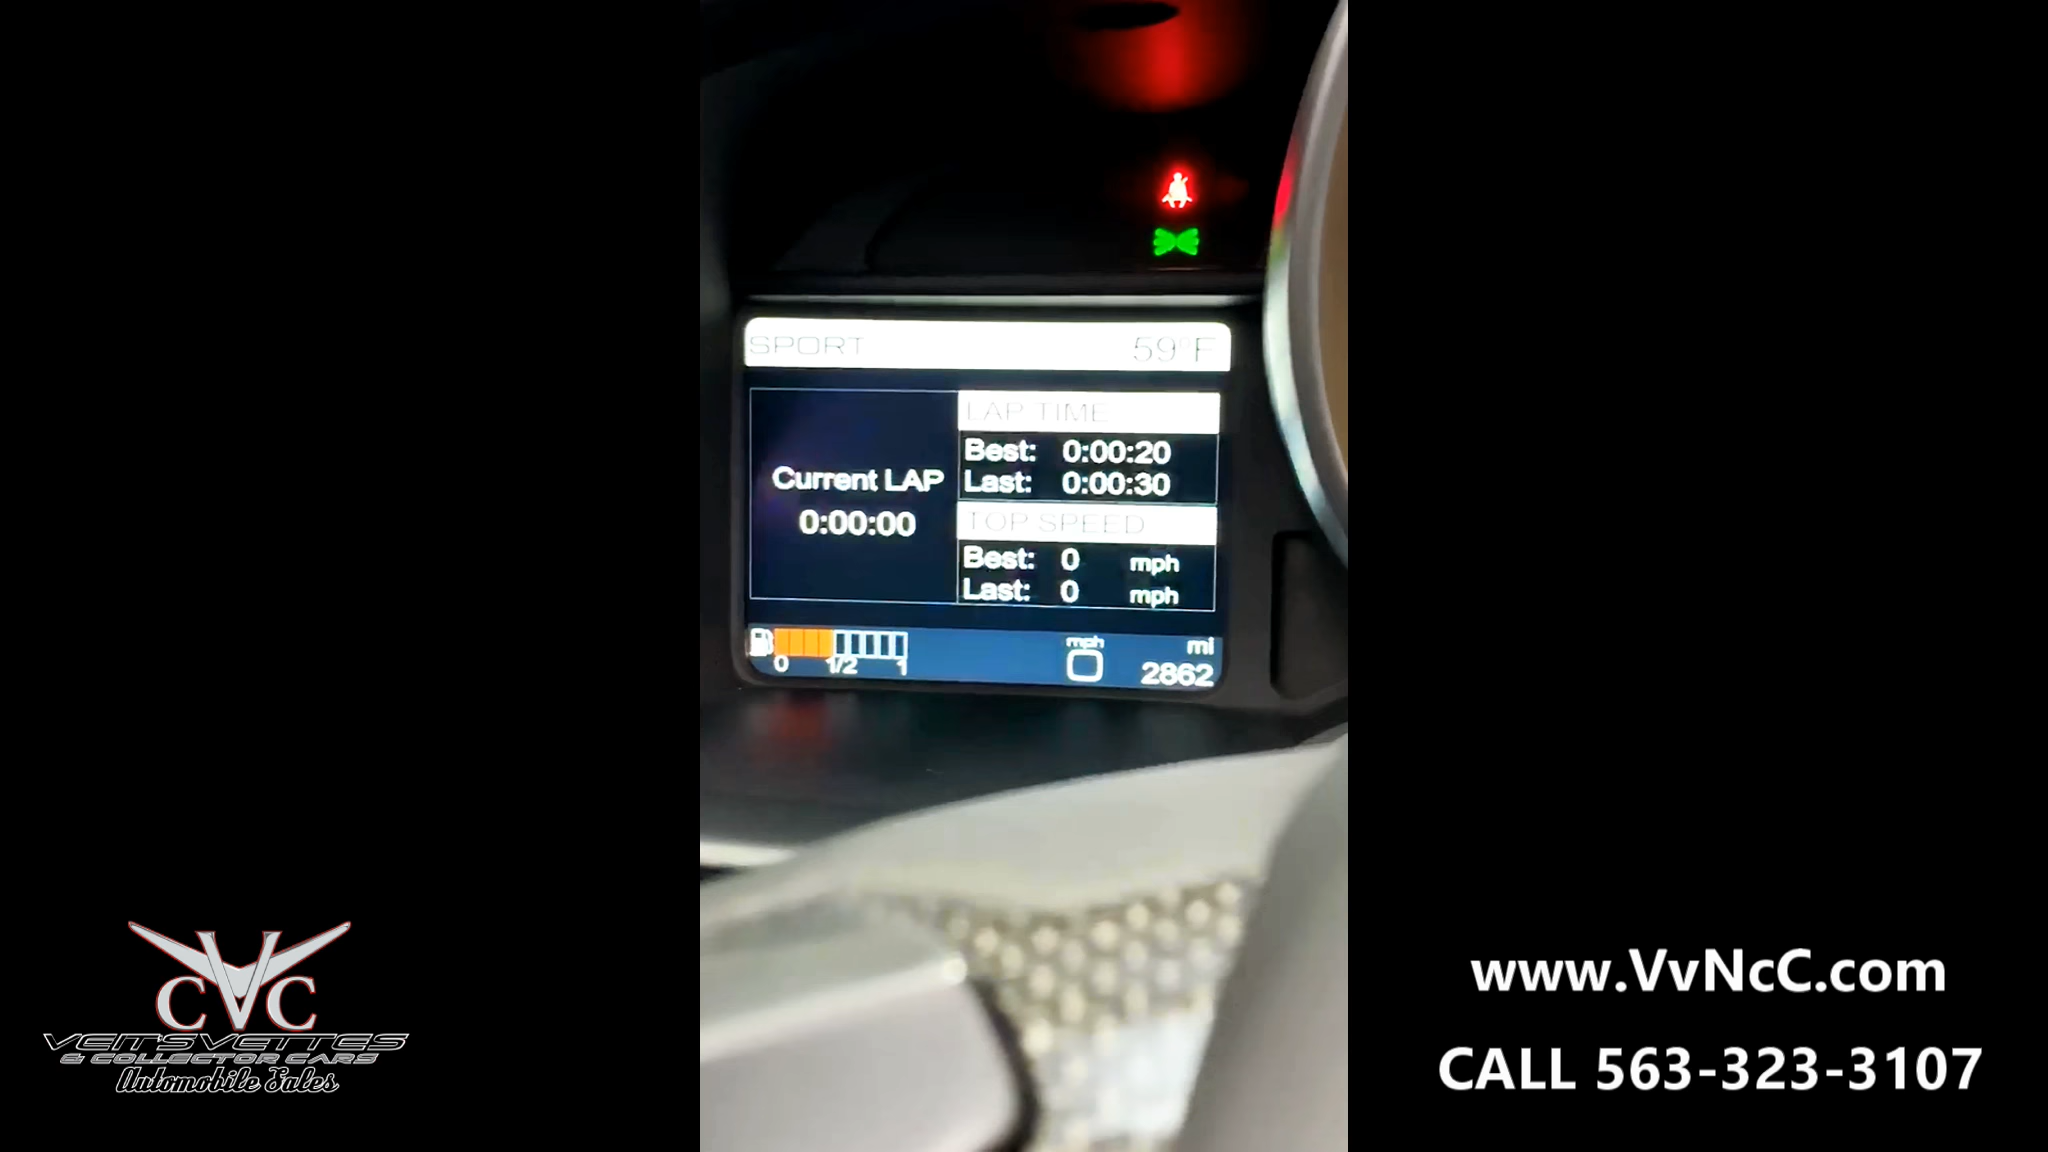 SPORT 59°F
LAP TIME
Best: 0:00:20
Last: 0:00:30
Current LAP
0:00:00
TOP SPEED
Best: 0 mph
Last: 0 mph
0 1/2 1
mph
0
mi
2862
CVC
VEIT'S VETTES
& COLLECTOR CARS
Automobile Sales
www.VvNcC.com
CALL 563-323-3107